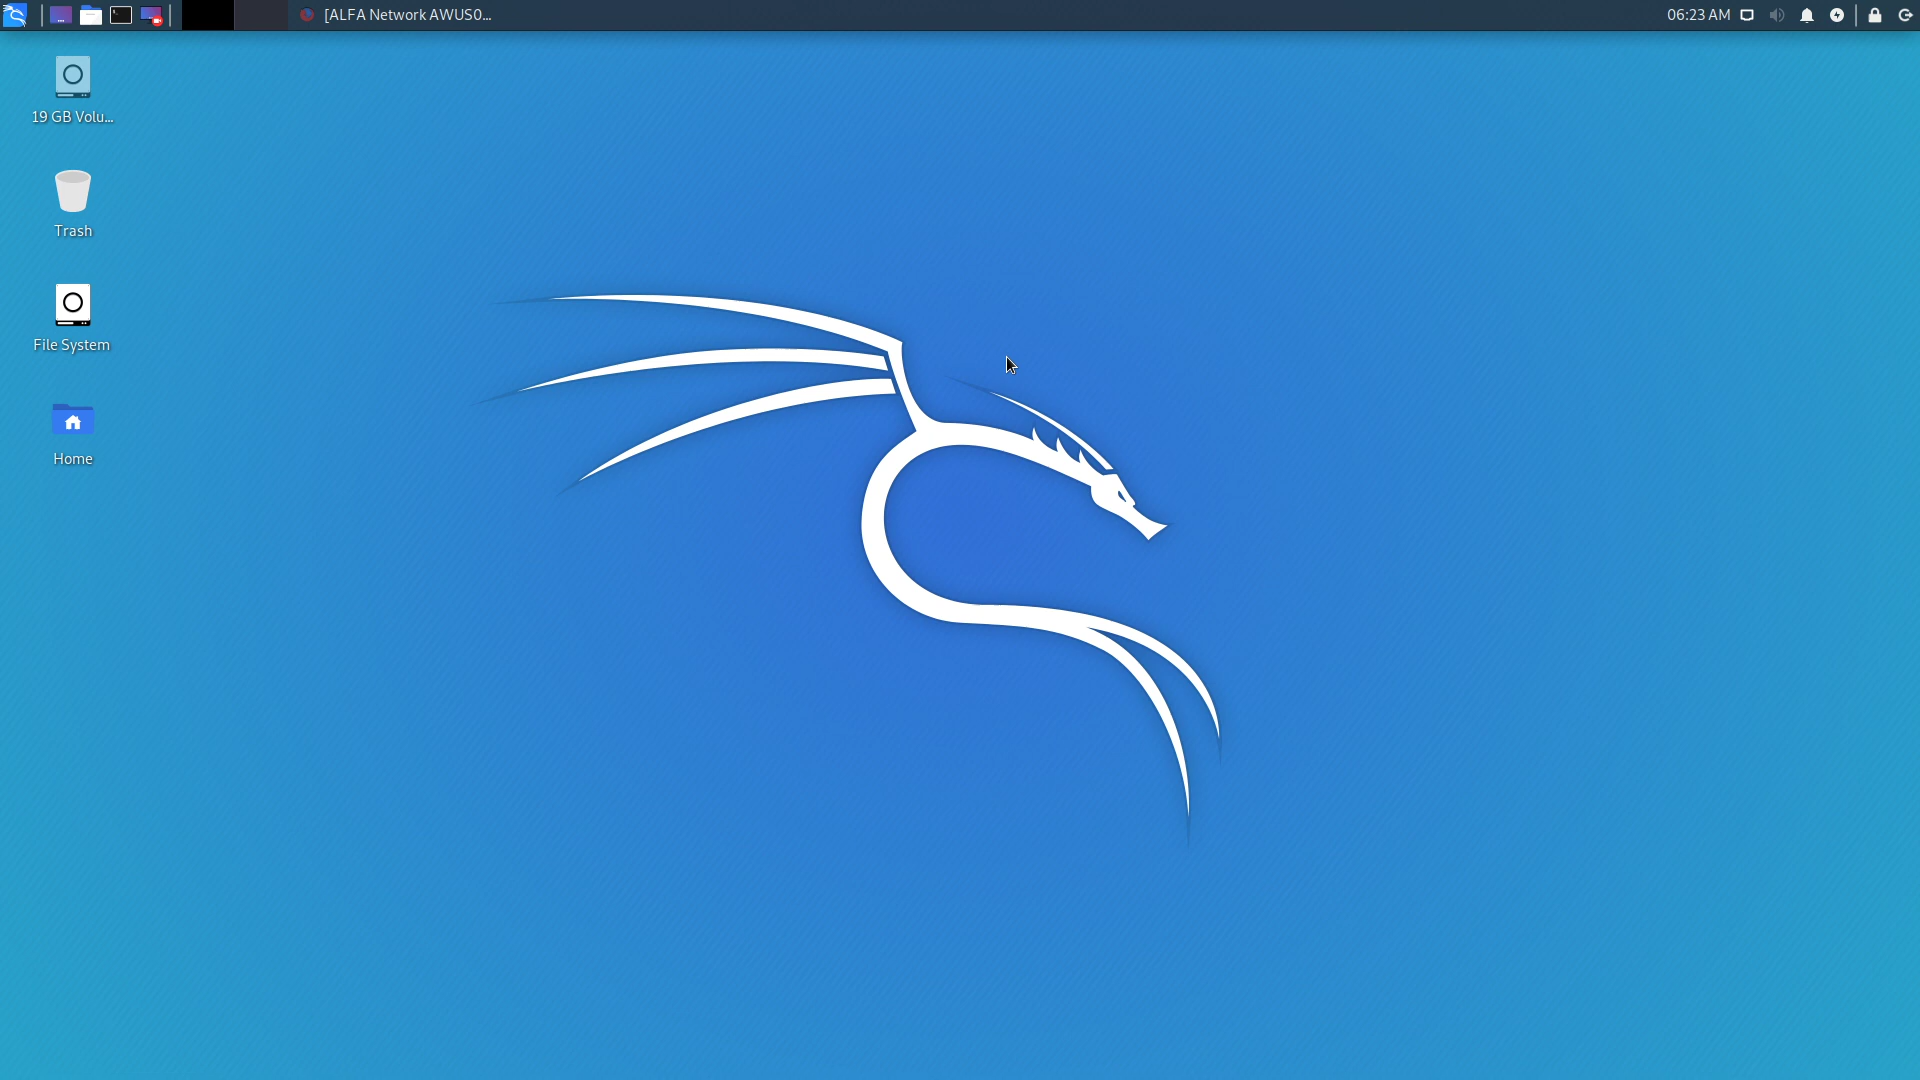 [ALFA Network AWUS0...
06:23 AM
19 GB Volu...
Trash
File System
Home